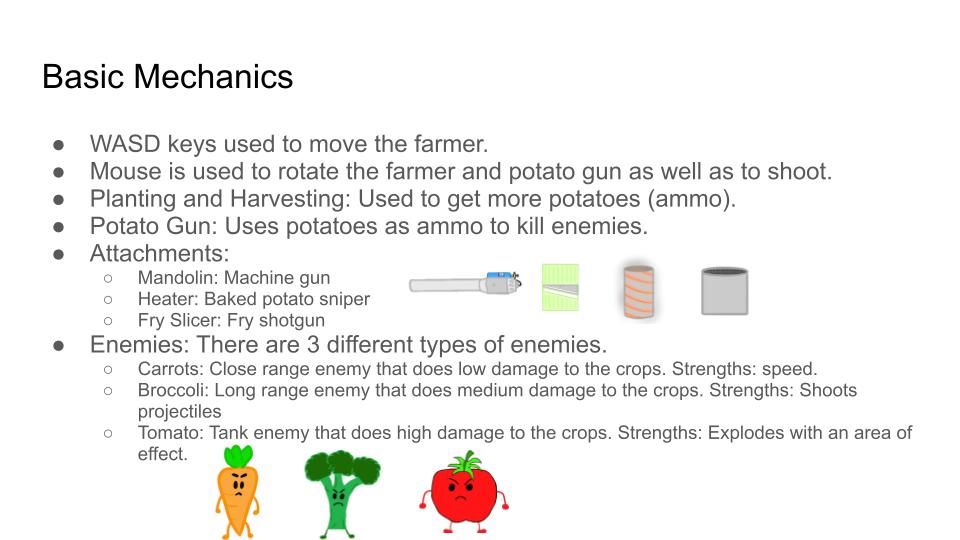 Basic Mechanics
● WASD keys used to move the farmer.
● Mouse is used to rotate the farmer and potato gun as well as to shoot.
● Planting and Harvesting: Used to get more potatoes (ammo).
● Potato Gun: Uses potatoes as ammo to kill enemies.
● Attachments:
○ Mandolin: Machine gun
○ Heater: Baked potato sniper
○ Fry Slicer: Fry shotgun
● Enemies: There are 3 different types of enemies.
○ Carrots: Close range enemy that does low damage to the crops. Strengths: speed.
○ Broccoli: Long range enemy that does medium damage to the crops. Strengths: Shoots
projectiles
○ Tomato: Tank enemy that does high damage to the crops. Strengths: Explodes with an area of
effect.